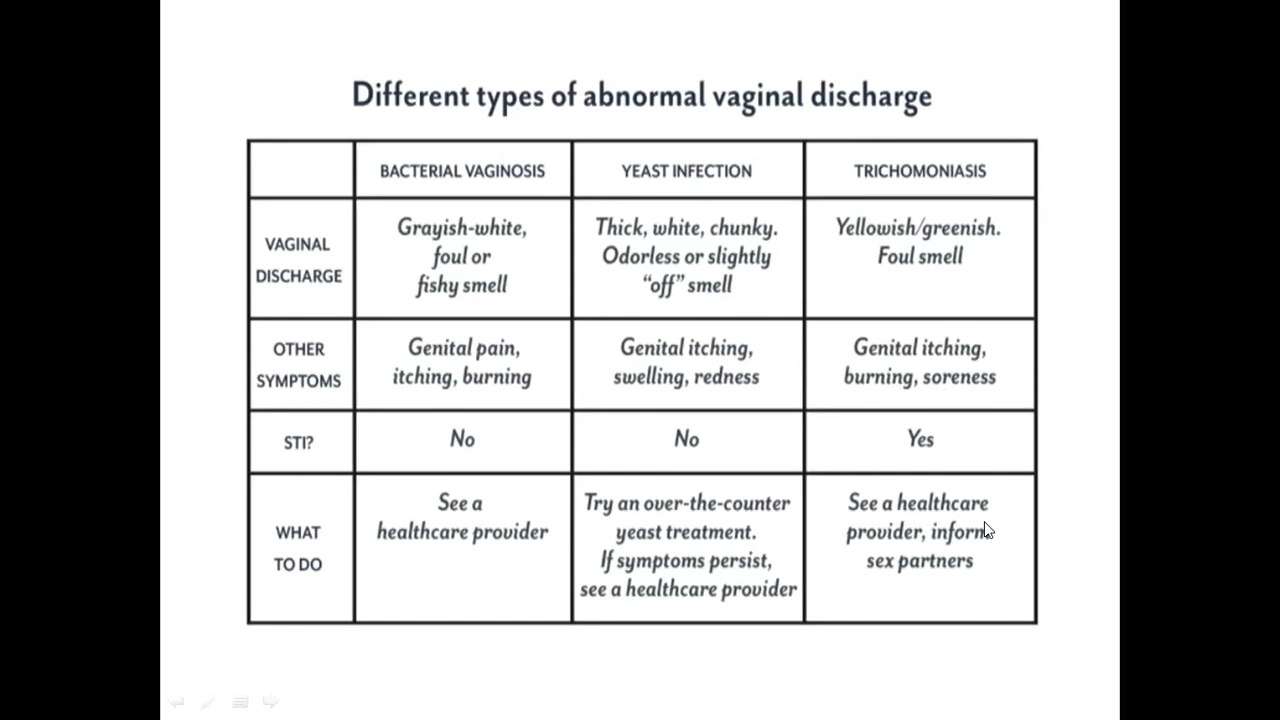 Different types of abnormal vaginal discharge
BACTERIAL VAGINOSIS
YEAST INFECTION
TRICHOMONIASIS
VAGINAL
DISCHARGE
Grayish-white,
foul or
fishy smell
Thick, white, chunky.
Odorless or slightly
“off” smell
Yellowish/greenish.
Foul smell
OTHER
SYMPTOMS
Genital pain,
itching, burning
Genital itching,
swelling, redness
Genital itching,
burning, soreness
STI?
No
No
Yes
WHAT
TO DO
See a
healthcare provider
Try an over-the-counter
yeast treatment.
If symptoms persist,
see a healthcare provider
See a healthcare
provider, inform
sex partners